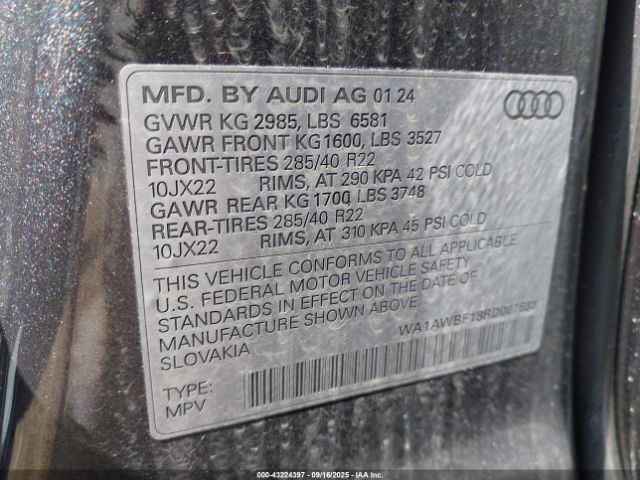 MFD. BY AUDI AG 01 24
GVWR KG 2985, LBS 6581
GAWR FRONT KG1600, LBS 3527
FRONT-TIRES 285/40 R22
10JX22 RIMS, AT 290 KPA 42 PSI COLD
GAWR REAR KG 1700, LBS 3748
REAR-TIRES 285/40 R22
10JX22 RIMS, AT 310 KPA 45 PSI COLD
THIS VEHICLE CONFORMS TO ALL APPLICABLE
U.S. FEDERAL MOTOR VEHICLE SAFETY
STANDARDS IN EFFECT ON THE DATE OF
MANUFACTURE SHOWN ABOVE.
SLOVAKIA
TYPE:
MPV
000-43224397 - 09/16/2025 - IAAI.COM